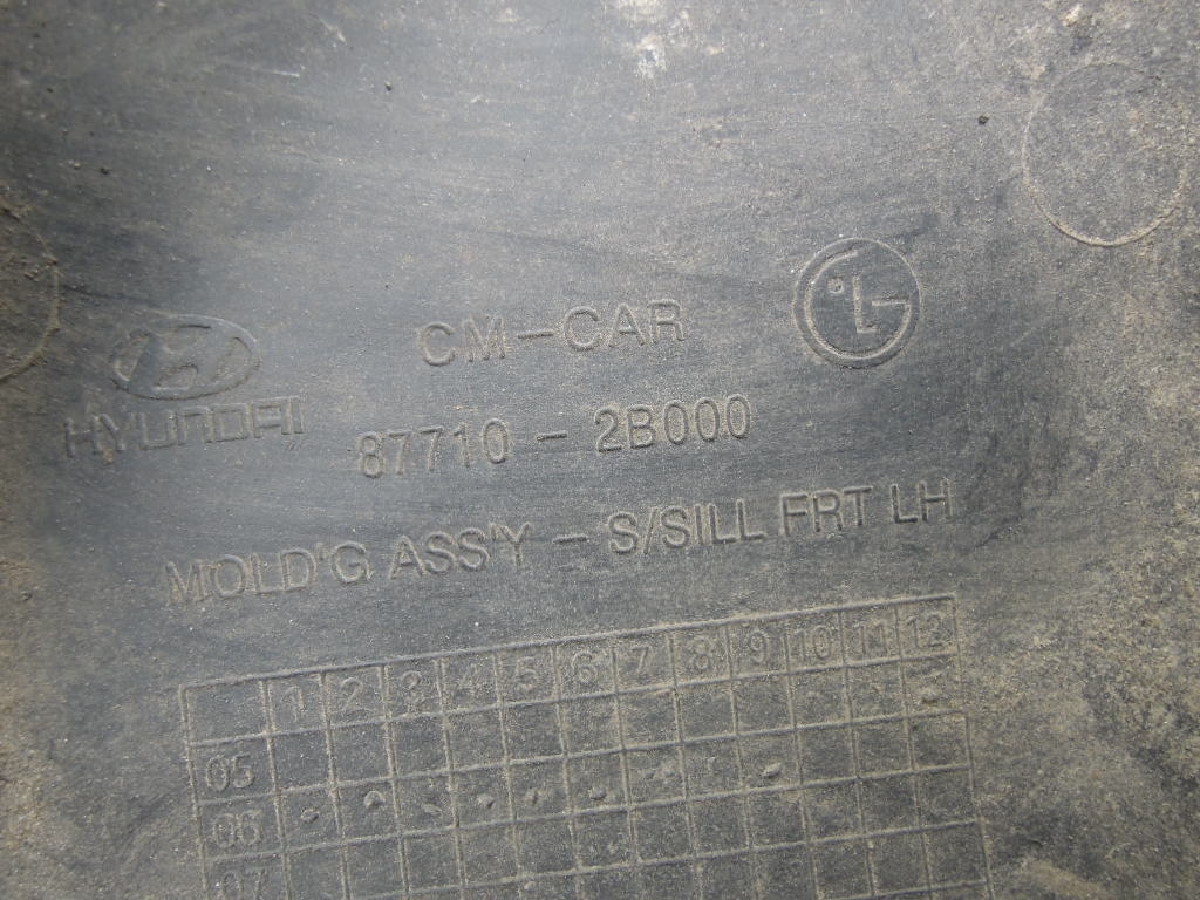 CM-CAR
HYUNDAI
87710 - 2B000
MOLD'G ASS'Y - S/SILL FRT LH
1 2 3 4 5 6 7 8 9 10 11 12
05
06
07